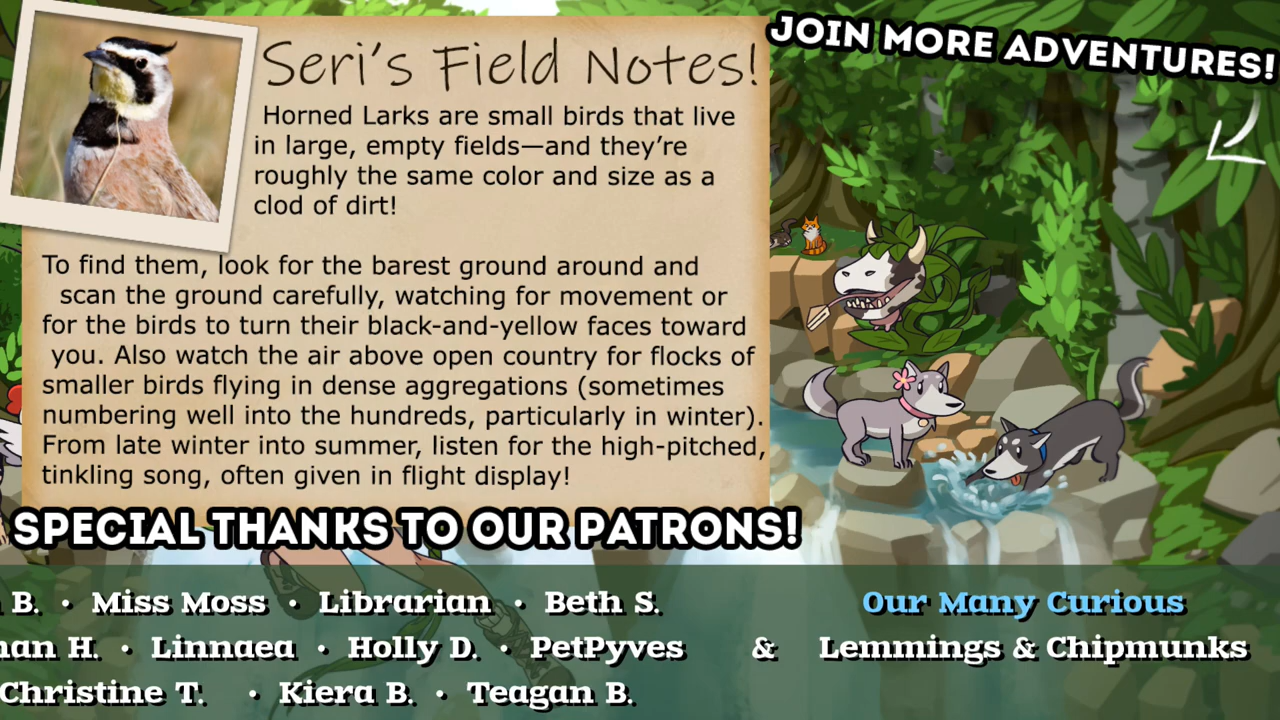 Seri's Field Notes!
JOIN MORE ADVENTURES!
Horned Larks are small birds that live
in large, empty fields—and they're
roughly the same color and size as a
clod of dirt!
To find them, look for the barest ground around and
scan the ground carefully, watching for movement or
for the birds to turn their black-and-yellow faces toward
you. Also watch the air above open country for flocks of
smaller birds flying in dense aggregations (sometimes
numbering well into the hundreds, particularly in winter).
From late winter into summer, listen for the high-pitched,
tinkling song, often given in flight display!
SPECIAL THANKS TO OUR PATRONS!
B. • Miss Moss • Librarian • Beth S.
H. • Linnaea • Holly D. • PetPyves
Christine T. • Kiera B. • Teagan B.
Our Many Curious
& Lemmings & Chipmunks